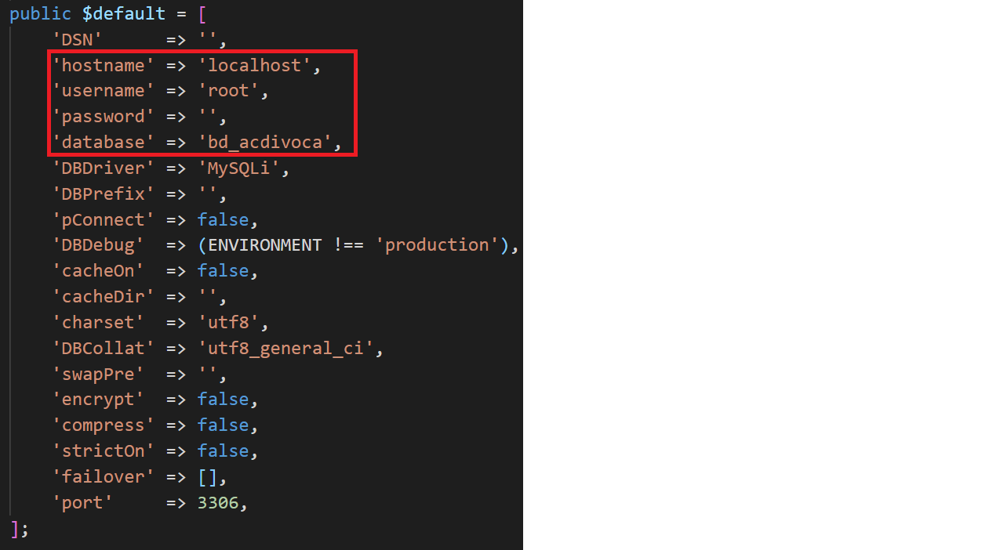 public $default = [
    'DSN'      => '',
    'hostname' => 'localhost',
    'username' => 'root',
    'password' => '',
    'database' => 'bd_acdivoca',
    'DBDriver' => 'MySQLi',
    'DBPrefix' => '',
    'pConnect' => false,
    'DBDebug'  => (ENVIRONMENT !== 'production'),
    'cacheOn'  => false,
    'cacheDir' => '',
    'charset'  => 'utf8',
    'DBCollat' => 'utf8_general_ci',
    'swapPre'  => '',
    'encrypt'  => false,
    'compress' => false,
    'strictOn' => false,
    'failover' => [],
    'port'     => 3306,
];